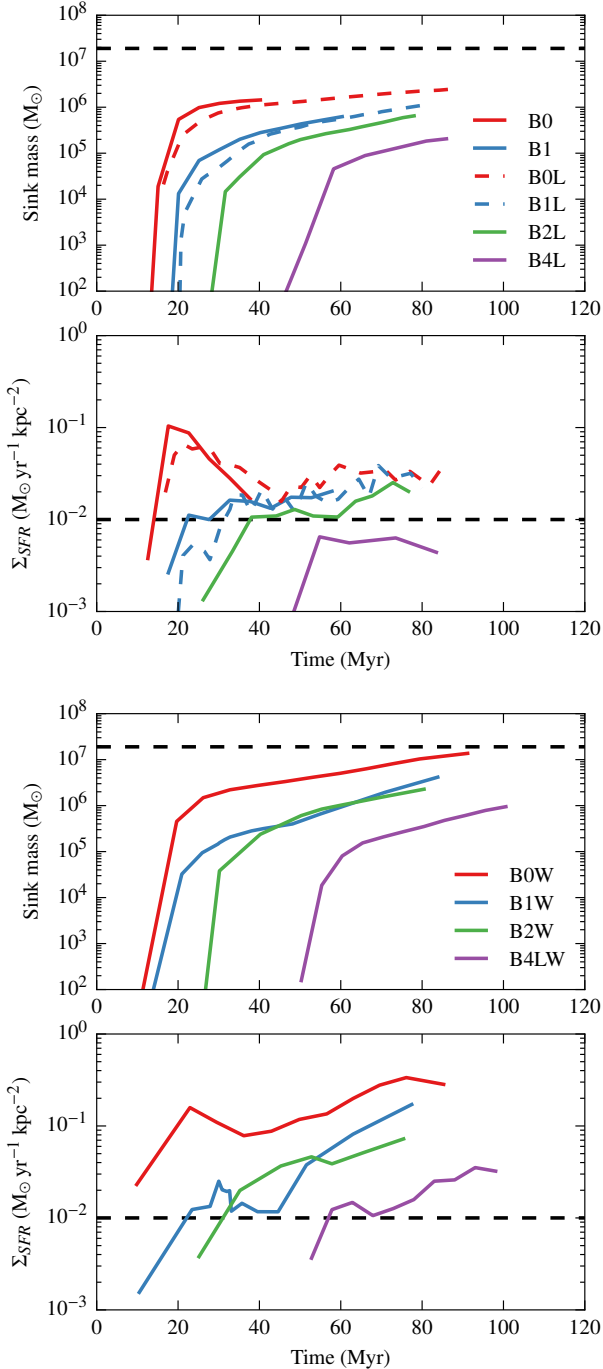 10^8
10^7
10^6
10^5
10^4
10^3
10^2
Sink mass (M_⊙)
B0
B1
B0L
B1L
B2L
B4L
0 20 40 60 80 100 120
10^0
10^-1
10^-2
10^-3
Σ_SFR (M_⊙ yr^-1 kpc^-2)
0 20 40 60 80 100 120
Time (Myr)
10^8
10^7
10^6
10^5
10^4
10^3
10^2
Sink mass (M_⊙)
B0W
B1W
B2W
B4LW
0 20 40 60 80 100 120
10^0
10^-1
10^-2
10^-3
Σ_SFR (M_⊙ yr^-1 kpc^-2)
0 20 40 60 80 100 120
Time (Myr)